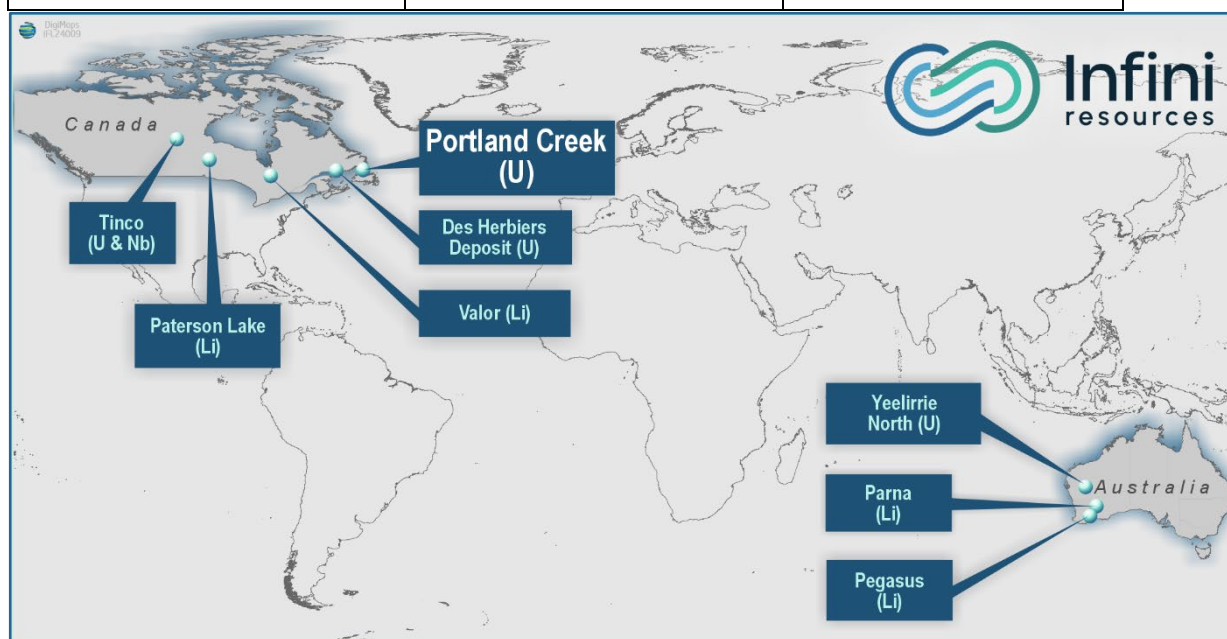 DigiMaps
IFL24009
Infini
resources
Canada
Portland Creek
(U)
Tinco
(U & Nb)
Des Herbiers
Deposit (U)
Paterson Lake
(Li)
Valor (Li)
Yeelirrie
North (U)
Australia
Parna
(Li)
Pegasus
(Li)